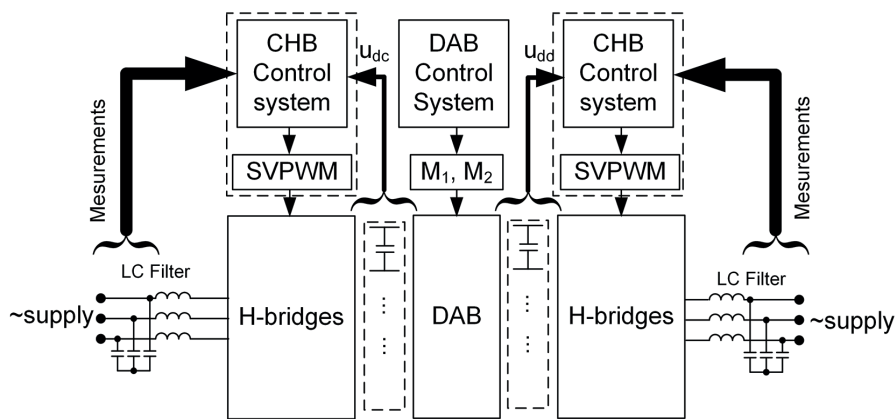 CHB
Control
system
u_dc
DAB
Control
System
u_dd
CHB
Control
system
Mesurements
SVPWM
M₁, M₂
SVPWM
Mesurements
LC Filter
~supply
H-bridges
... ...
DAB
... ...
H-bridges
LC Filter
~supply